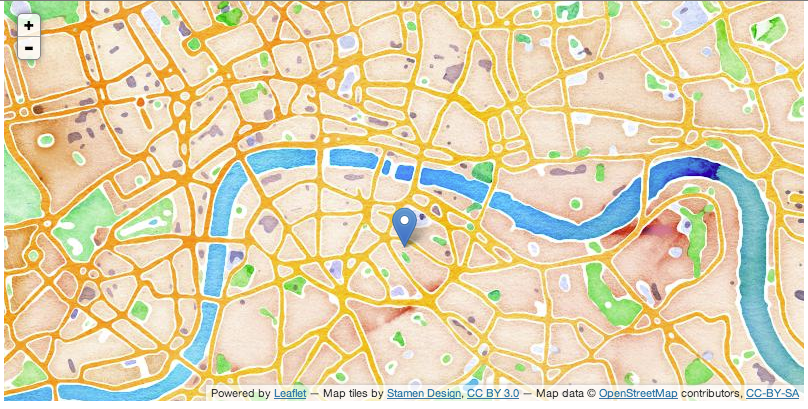 +
-
Powered by Leaflet — Map tiles by Stamen Design, CC BY 3.0 — Map data © OpenStreetMap contributors, CC-BY-SA